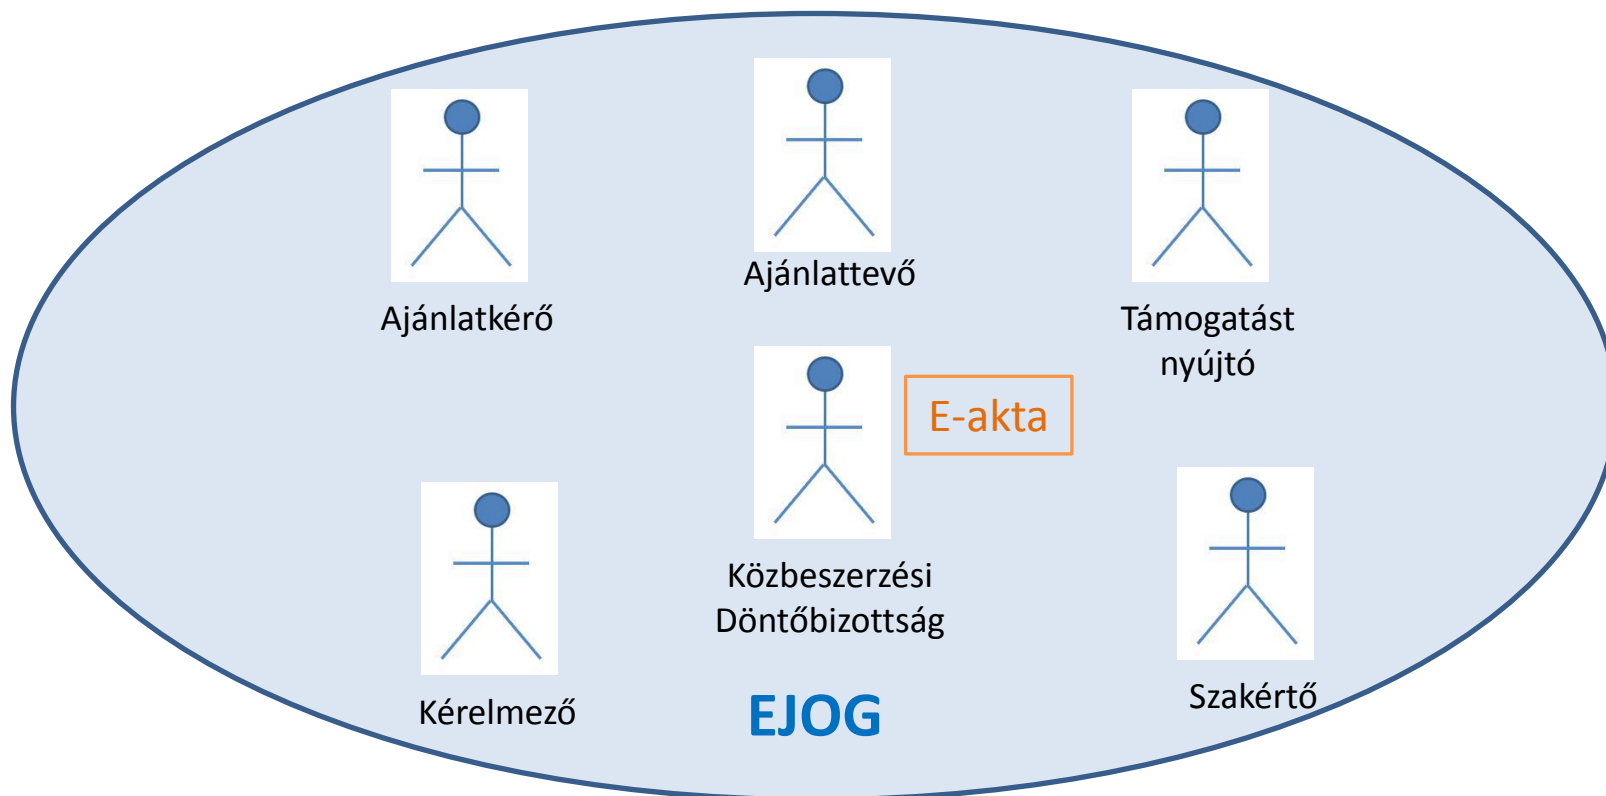 Ajánlatkérő
Ajánlattevő
Támogatást
nyújtó
E-akta
Közbeszerzési
Döntőbizottság
Kérelmező
EJOG
Szakértő